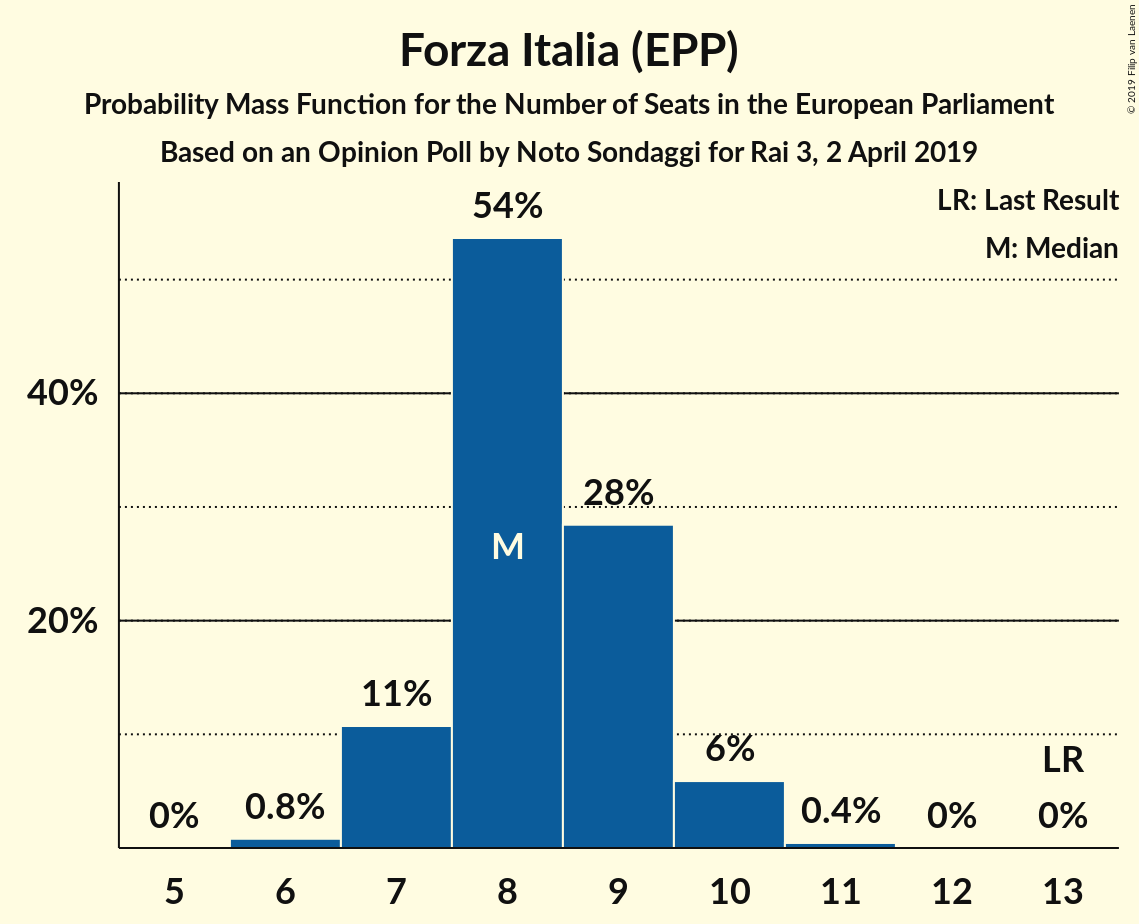 Forza Italia (EPP)
Probability Mass Function for the Number of Seats in the European Parliament
Based on an Opinion Poll by Noto Sondaggi for Rai 3, 2 April 2019
© 2019 Filip van Laenen
LR: Last Result
M: Median
54%
40%
28%
M
20%
11%
6%
LR
0%
0.8%
0.4%
0%
0%
5 6 7 8 9 10 11 12 13